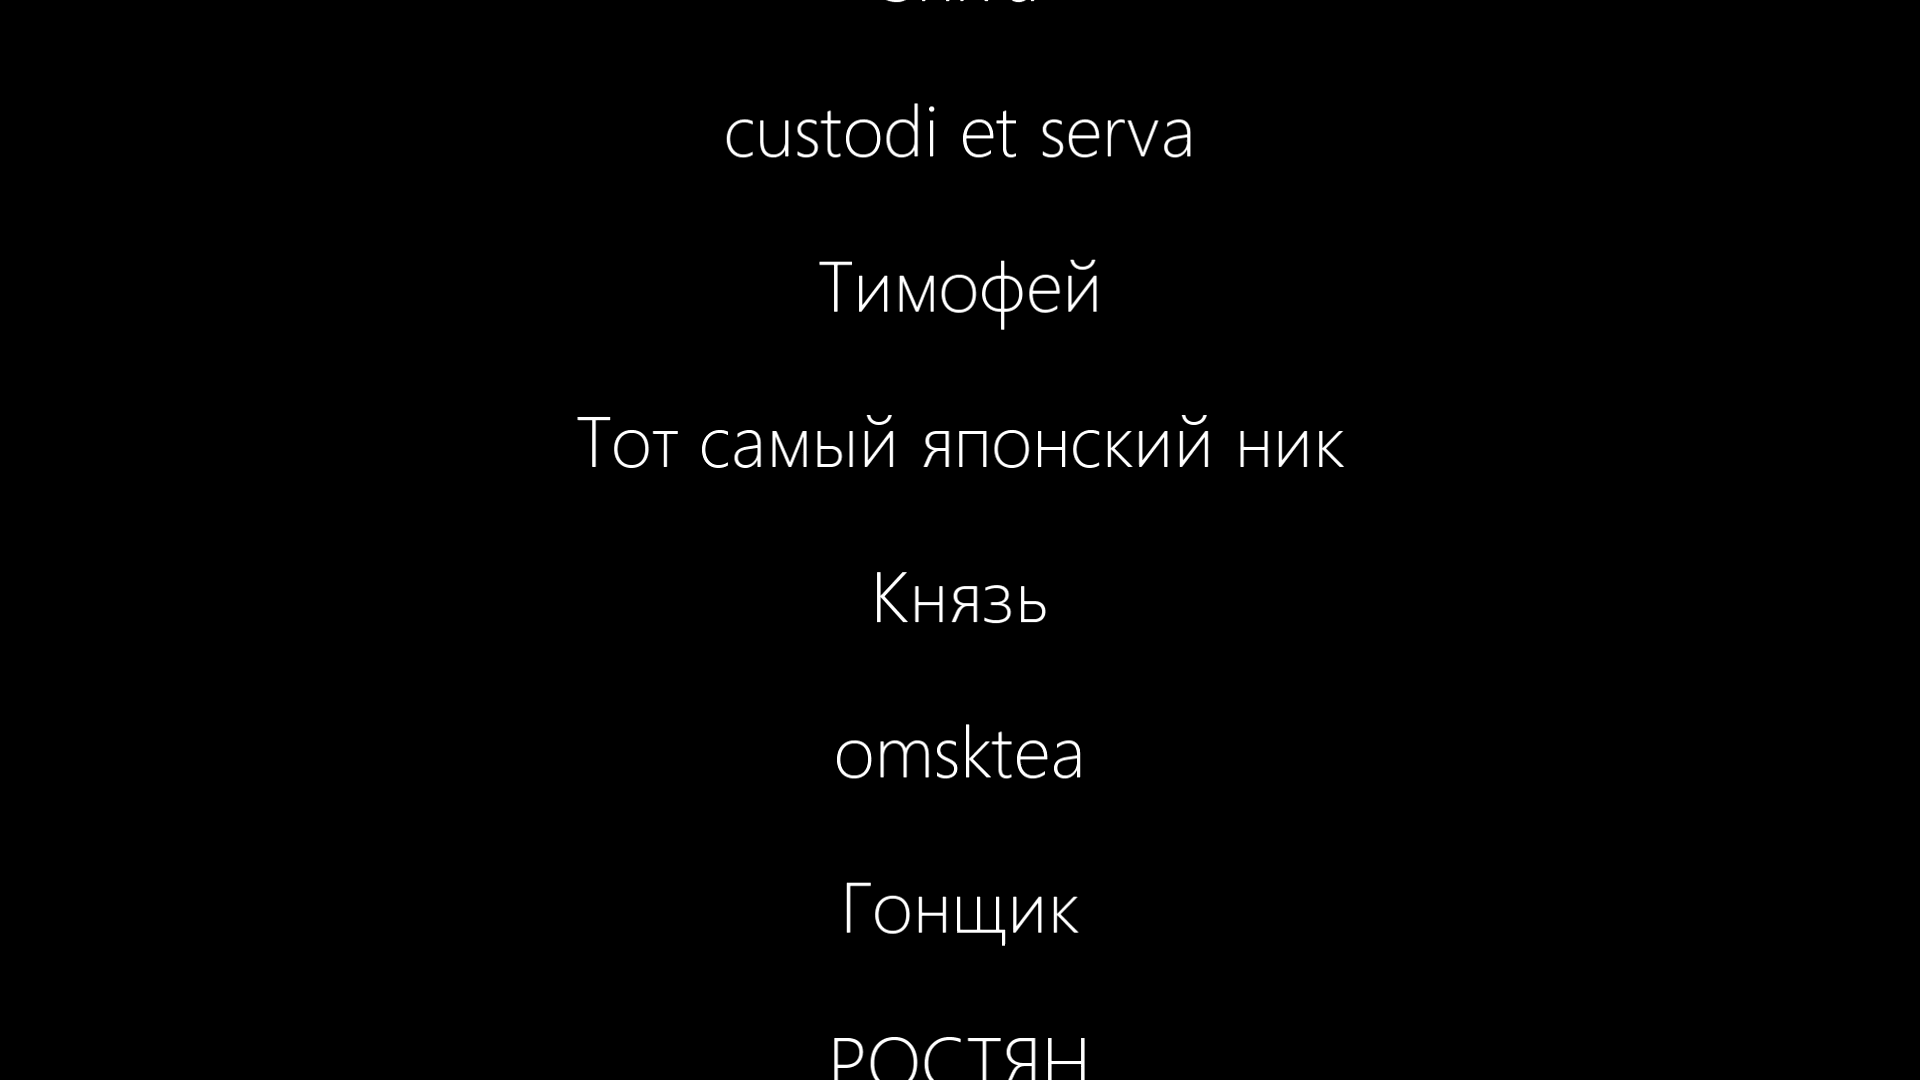 custodi et serva
Тимофей
Тот самый японский ник
Князь
omsktea
Гонщик
РОСТЯН